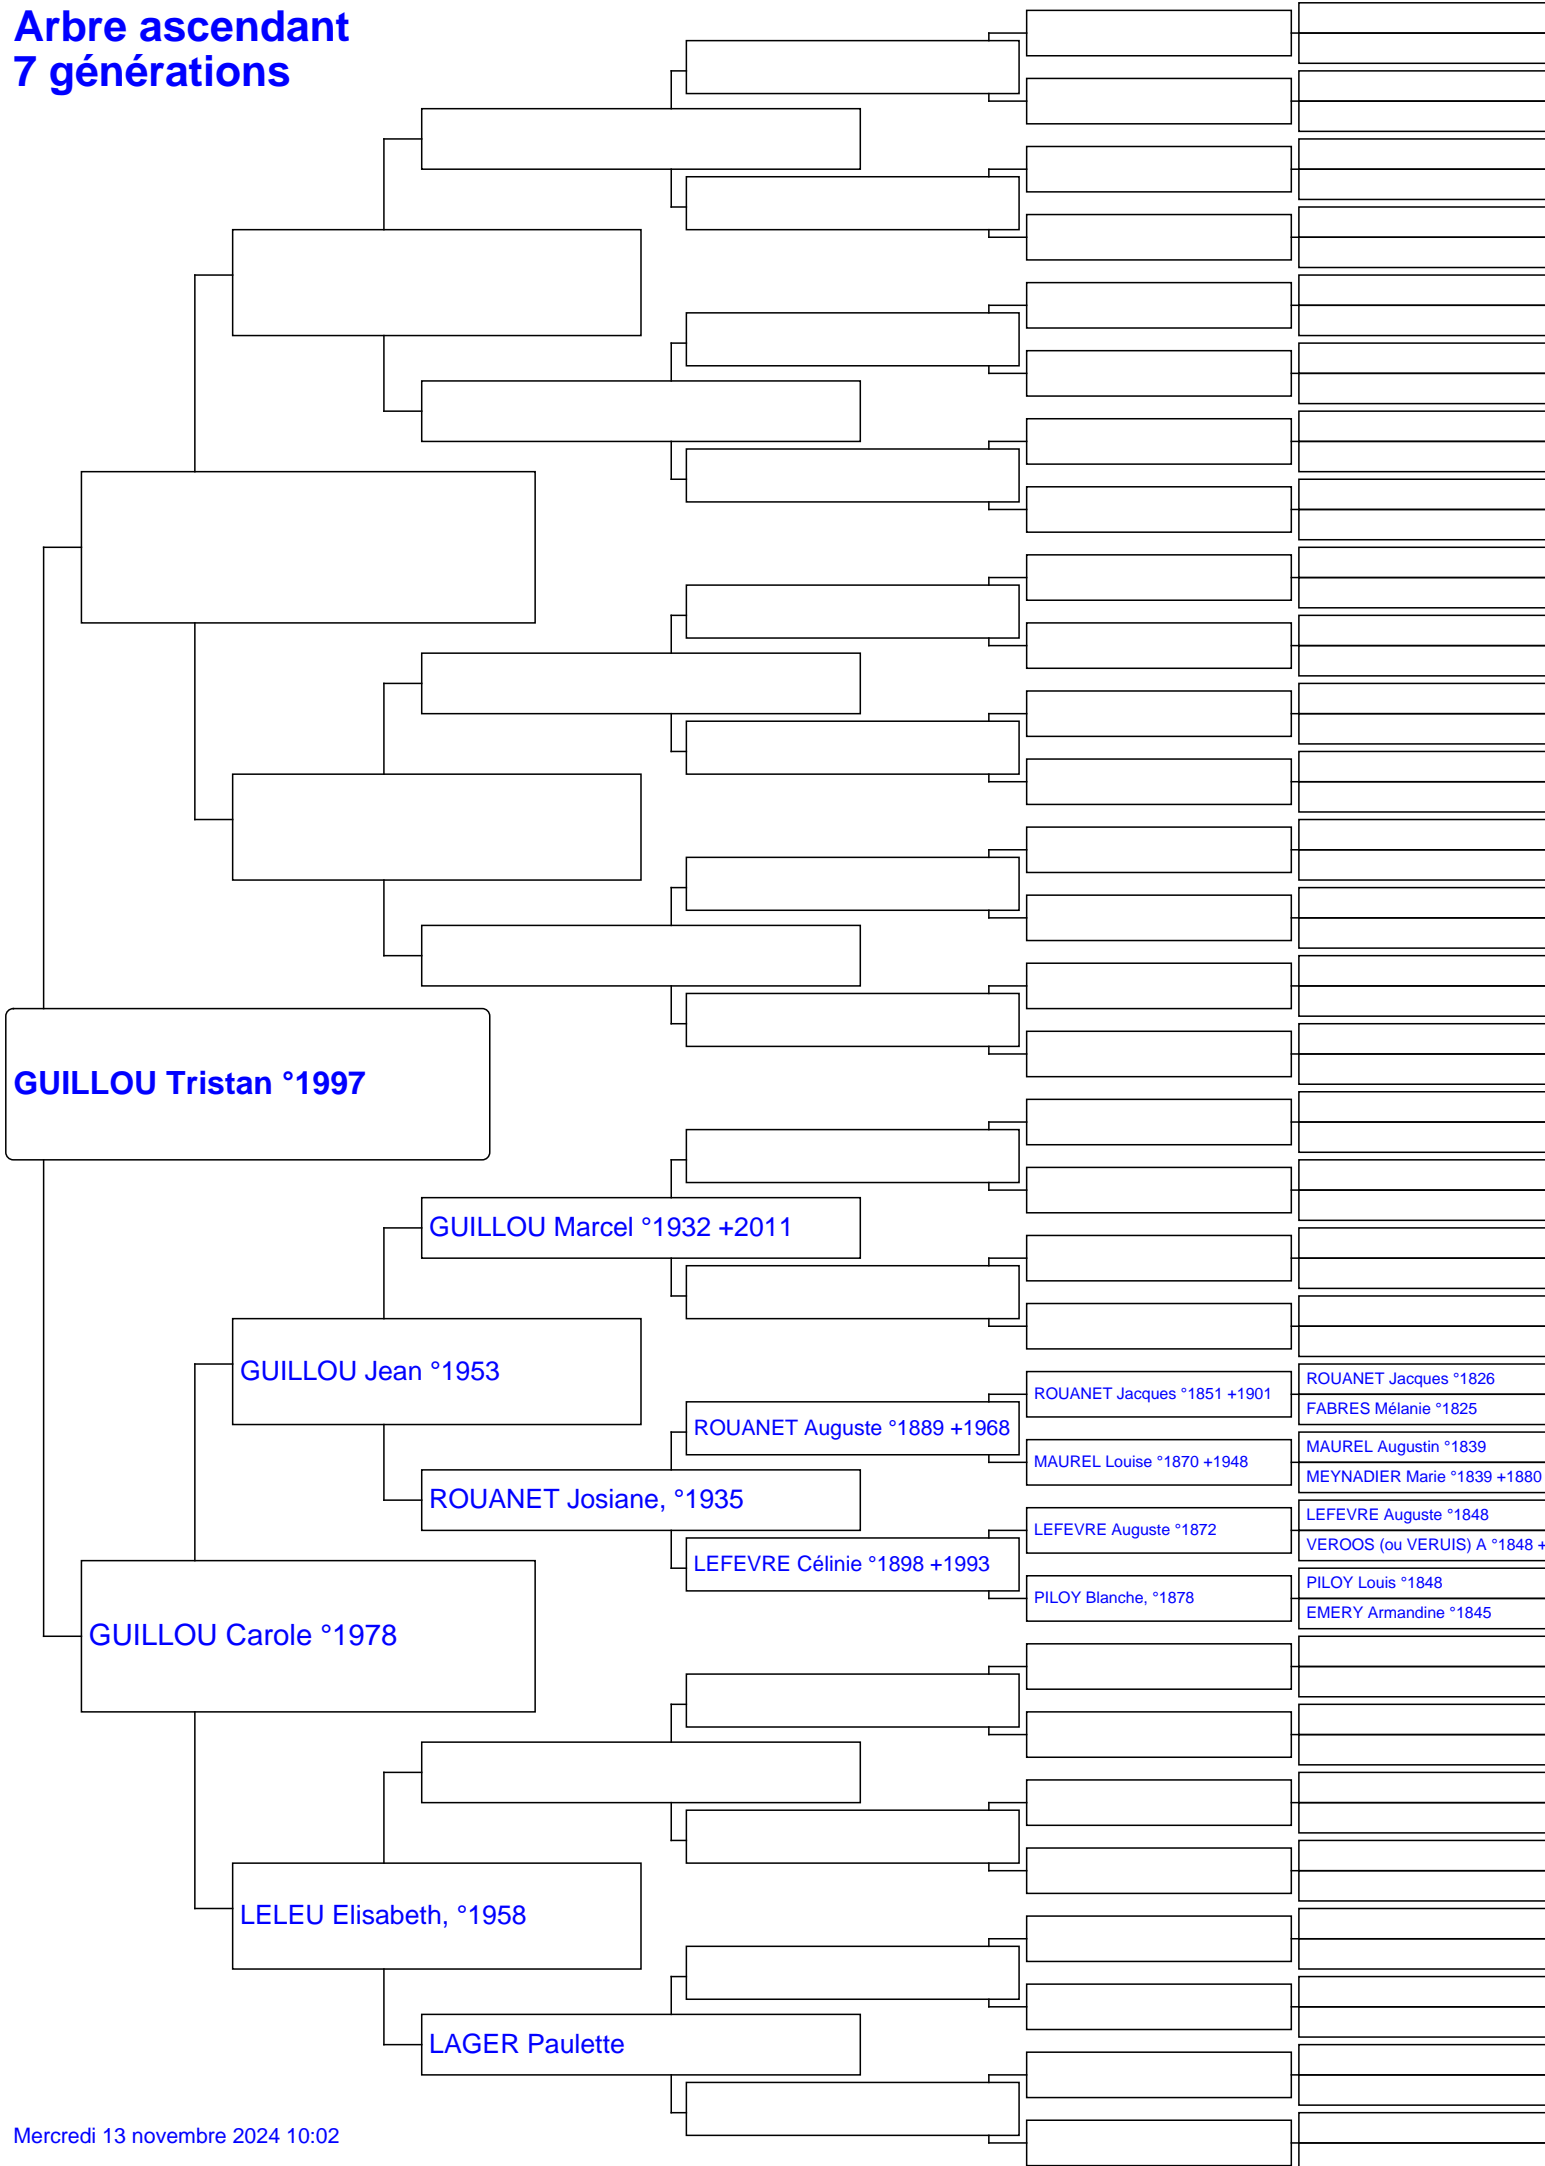 Arbre ascendant
7 générations
GUILLOU Tristan °1997
GUILLOU Carole °1978
GUILLOU Jean °1953
LELEU Elisabeth, °1958
GUILLOU Marcel °1932 +2011
ROUANET Josiane, °1935
LAGER Paulette
ROUANET Auguste °1889 +1968
LEFEVRE Célinie °1898 +1993
ROUANET Jacques °1851 +1901
MAUREL Louise °1870 +1948
LEFEVRE Auguste °1872
PILOY Blanche, °1878
ROUANET Jacques °1826
FABRES Mélanie °1825
MAUREL Augustin °1839
MEYNADIER Marie °1839 +1880
LEFEVRE Auguste °1848
VEROOS (ou VERUIS) A °1848 +
PILOY Louis °1848
EMERY Armandine °1845
Mercredi 13 novembre 2024 10:02